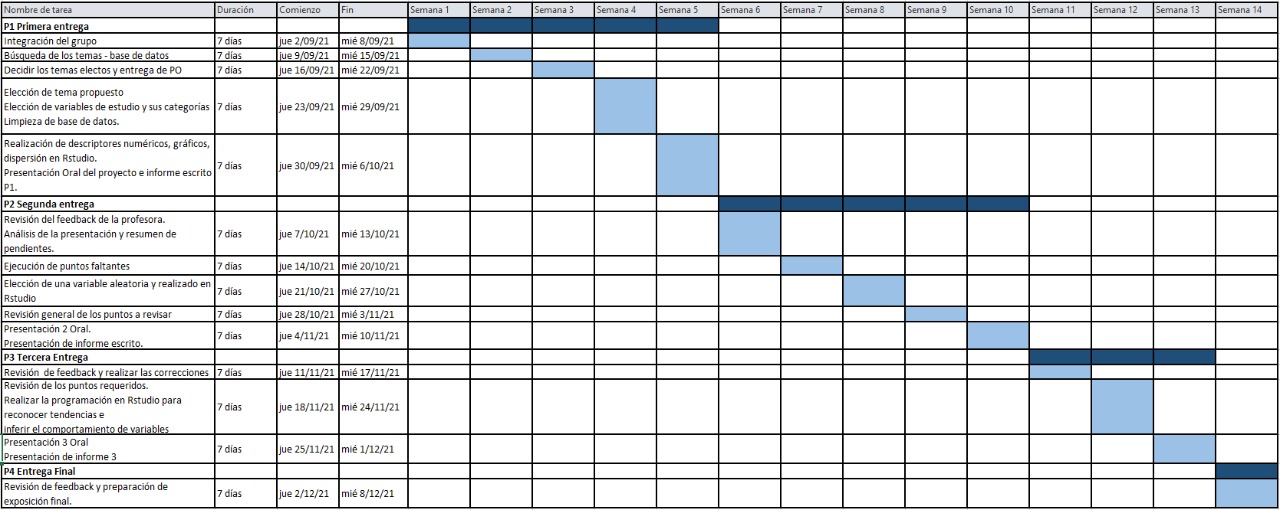 Nombre de tarea Duración Comienzo Fin Semana 1 Semana 2 Semana 3 Semana 4 Semana 5 Semana 6 Semana 7 Semana 8 Semana 9 Semana 10 Semana 11 Semana 12 Semana 13 Semana 14
P1 Primera entrega
Integración del grupo 7 días jue 2/09/21 mié 8/09/21
Búsqueda de los temas - base de datos 7 días jue 9/09/21 mié 15/09/21
Decidir los temas electos y entrega de PO 7 días jue 16/09/21 mié 22/09/21
Elección de tema propuesto
Elección de variables de estudio y sus categorías
Limpieza de base de datos.
7 días jue 23/09/21 mié 29/09/21
Realización de descriptores numéricos, gráficos,
dispersión en Rstudio.
Presentación Oral del proyecto e informe escrito
P1.
7 días jue 30/09/21 mié 6/10/21
P2 Segunda entrega
Revisión del feedback de la profesora.
Análisis de la presentación y resumen de
pendientes.
7 días jue 7/10/21 mié 13/10/21
Ejecución de puntos faltantes 7 días jue 14/10/21 mié 20/10/21
Elección de una variable aleatoria y realizado en
Rstudio
7 días jue 21/10/21 mié 27/10/21
Revisión general de los puntos a revisar 7 días jue 28/10/21 mié 3/11/21
Presentación 2 Oral.
Presentación de informe escrito.
7 días jue 4/11/21 mié 10/11/21
P3 Tercera Entrega
Revisión de feedback y realizar las correcciones 7 días jue 11/11/21 mié 17/11/21
Revisión de los puntos requeridos.
Realizar la programación en Rstudio para
reconocer tendencias e
inferir el comportamiento de variables
7 días jue 18/11/21 mié 24/11/21
Presentación 3 Oral
Presentación de informe 3
7 días jue 25/11/21 mié 1/12/21
P4 Entrega Final
Revisión de feedback y preparación de
exposición final.
7 días jue 2/12/21 mié 8/12/21